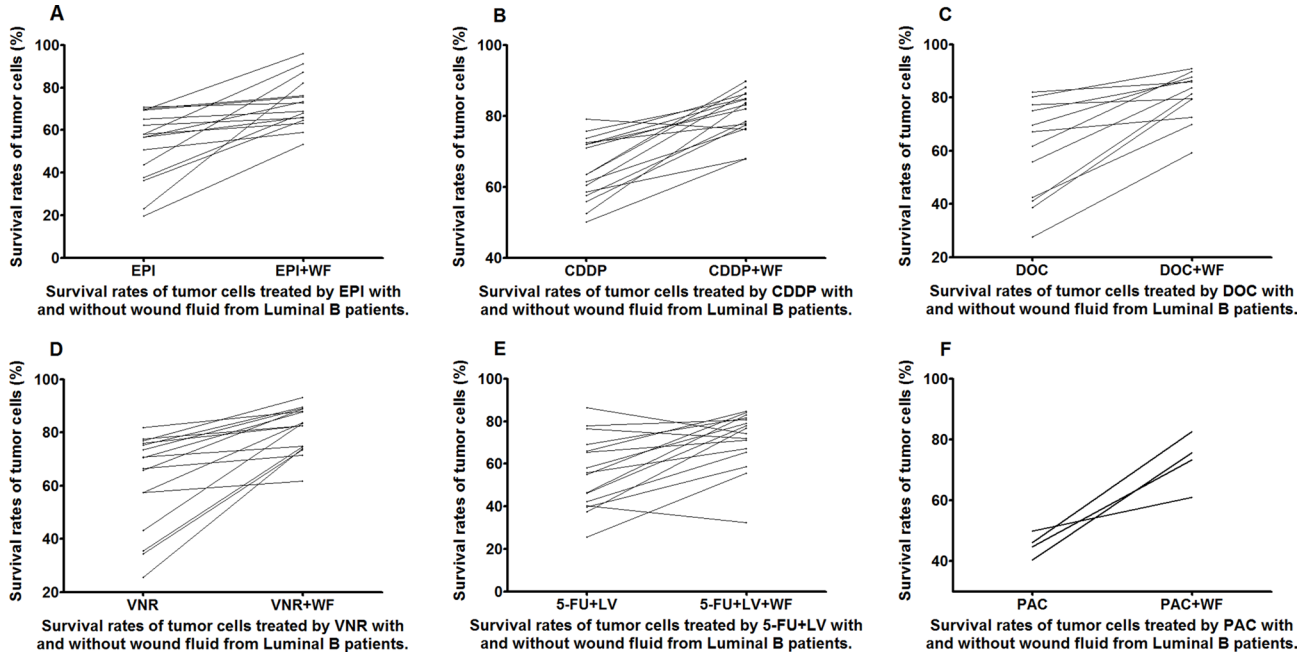 A
Survival rates of tumor cells (%)
100
80
60
40
20
0
EPI
EPI+WF
Survival rates of tumor cells treated by EPI with
and without wound fluid from Luminal B patients.
B
Survival rates of tumor cells (%)
100
80
60
40
CDDP
CDDP+WF
Survival rates of tumor cells treated by CDDP with
and without wound fluid from Luminal B patients.
C
Survival rates of tumor cells (%)
100
80
60
40
20
DOC
DOC+WF
Survival rates of tumor cells treated by DOC with
and without wound fluid from Luminal B patients.
D
Survival rates of tumor cells (%)
100
80
60
40
20
VNR
VNR+WF
Survival rates of tumor cells treated by VNR with
and without wound fluid from Luminal B patients.
E
Survival rates of tumor cells (%)
100
80
60
40
20
0
5-FU+LV
5-FU+LV+WF
Survival rates of tumor cells treated by 5-FU+LV with
and without wound fluid from Luminal B patients.
F
Survival rates of tumor cells (%)
100
80
60
40
PAC
PAC+WF
Survival rates of tumor cells treated by PAC with
and without wound fluid from Luminal B patients.